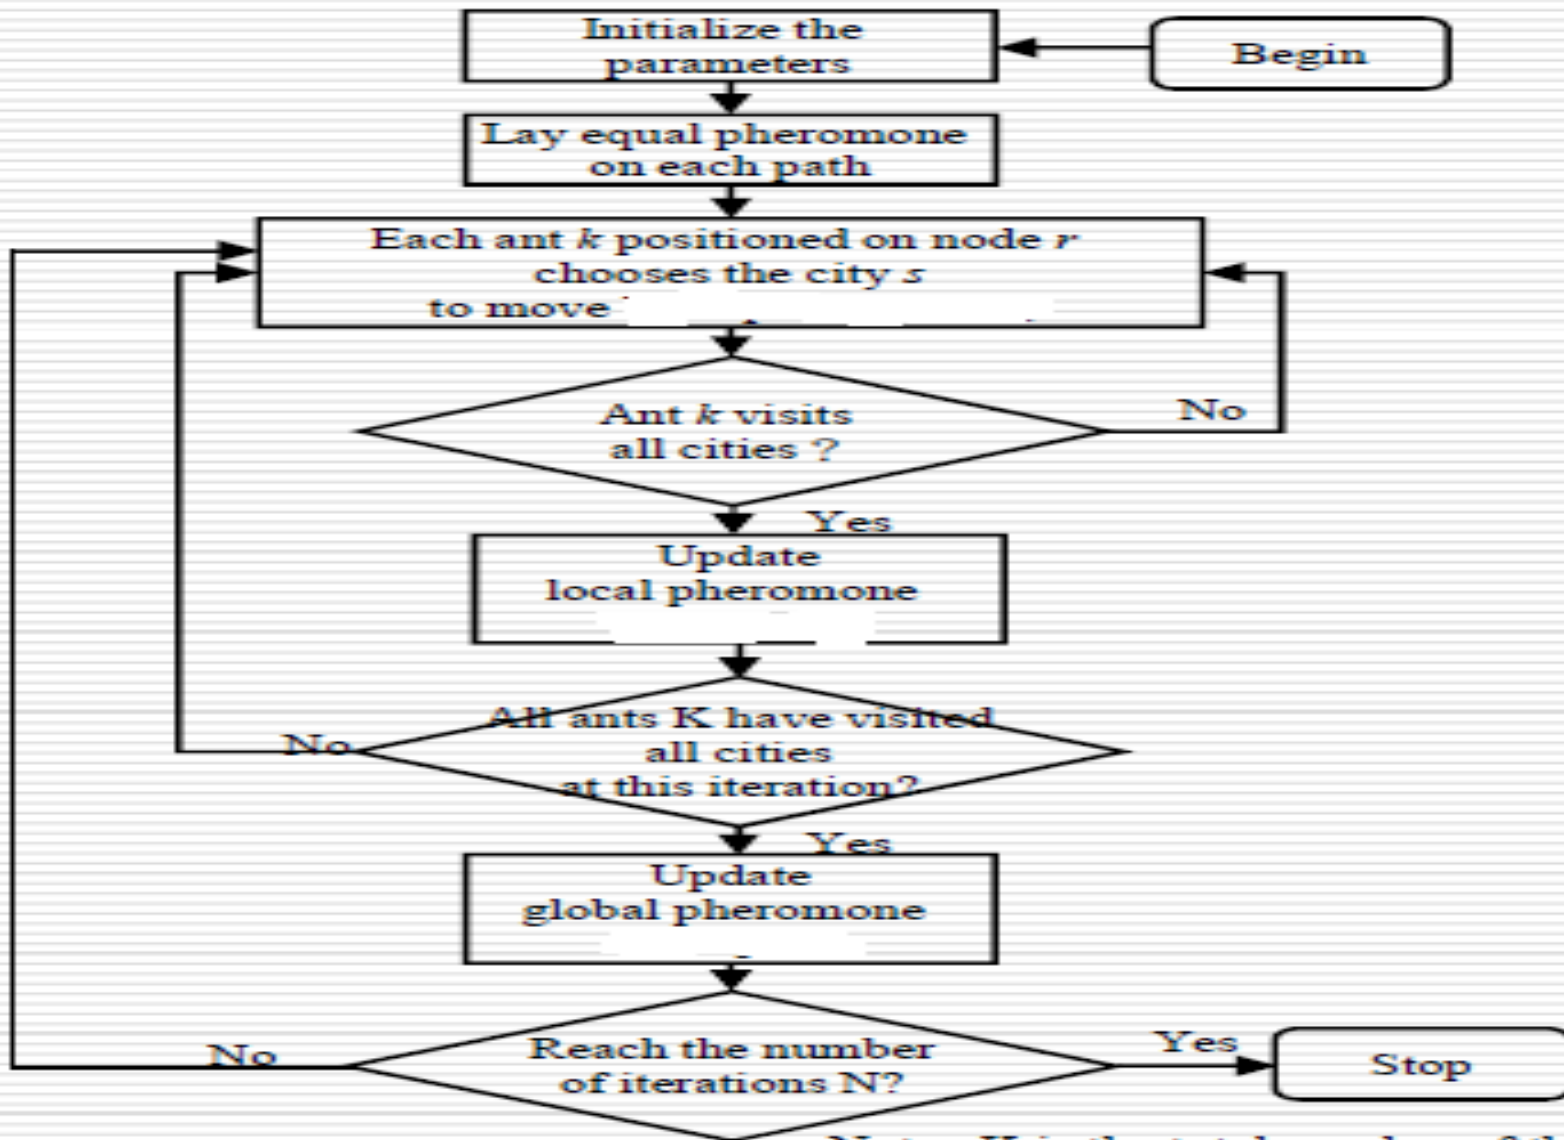 Begin
Initialize the
parameters
Lay equal pheromone
on each path
Each ant k positioned on node r
chooses the city s
to move
Ant k visits
all cities ?
No
Yes
Update
local pheromone
All ants K have visited
all cities
at this iteration?
No
Yes
Update
global pheromone
Reach the number
of iterations N?
No
Yes
Stop